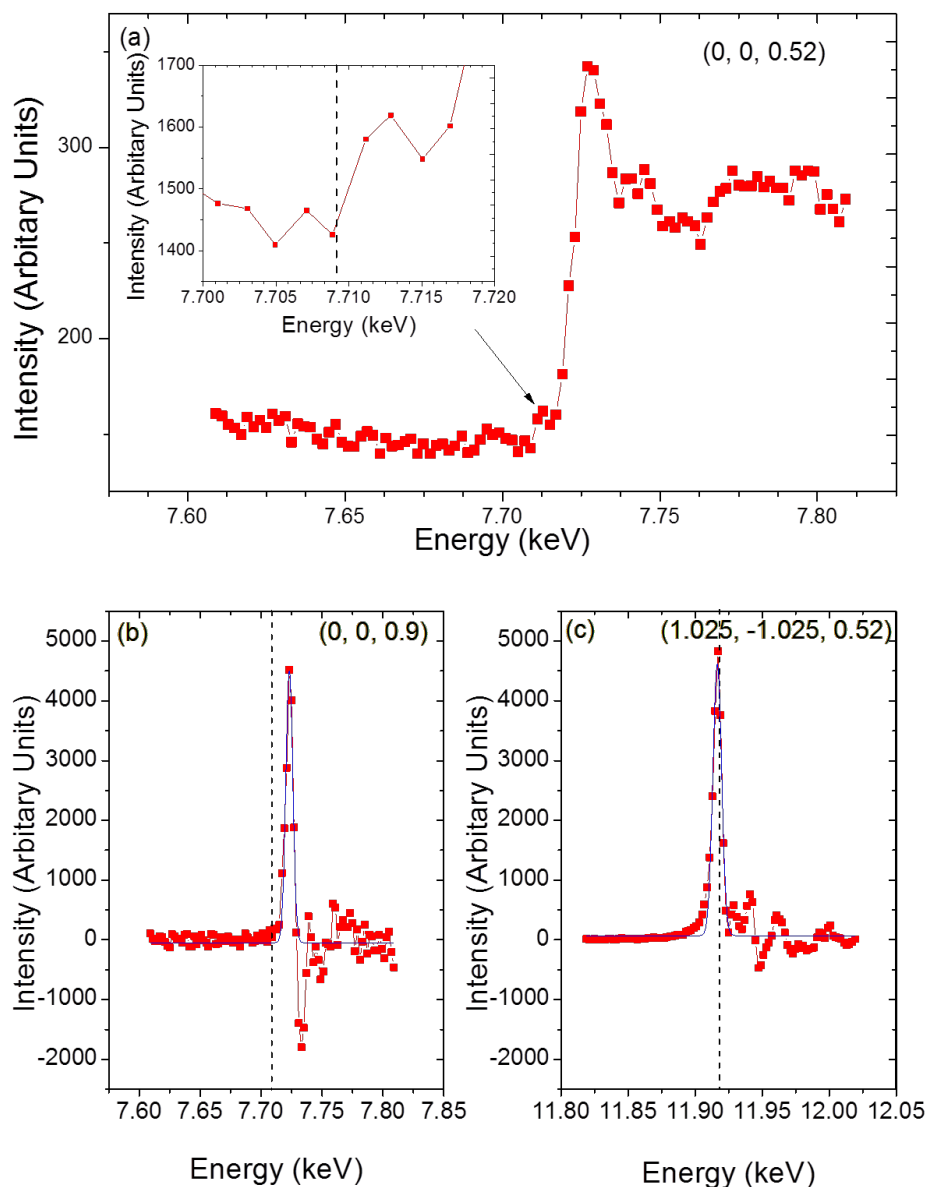 (a)
(0, 0, 0.52)
Intensity (Arbitary Units)
300
200
7.60 7.65 7.70 7.75 7.80
Energy (keV)
Intensity (Arbitary Units)
1700
1600
1500
1400
7.700 7.705 7.710 7.715 7.720
Energy (keV)
(b) (0, 0, 0.9)
Intensity (Arbitary Units)
5000
4000
3000
2000
1000
0
-1000
-2000
7.60 7.65 7.70 7.75 7.80 7.85
Energy (keV)
(c) (1.025, -1.025, 0.52)
Intensity (Arbitary Units)
5000
4000
3000
2000
1000
0
-1000
-2000
11.80 11.85 11.90 11.95 12.00 12.05
Energy (keV)